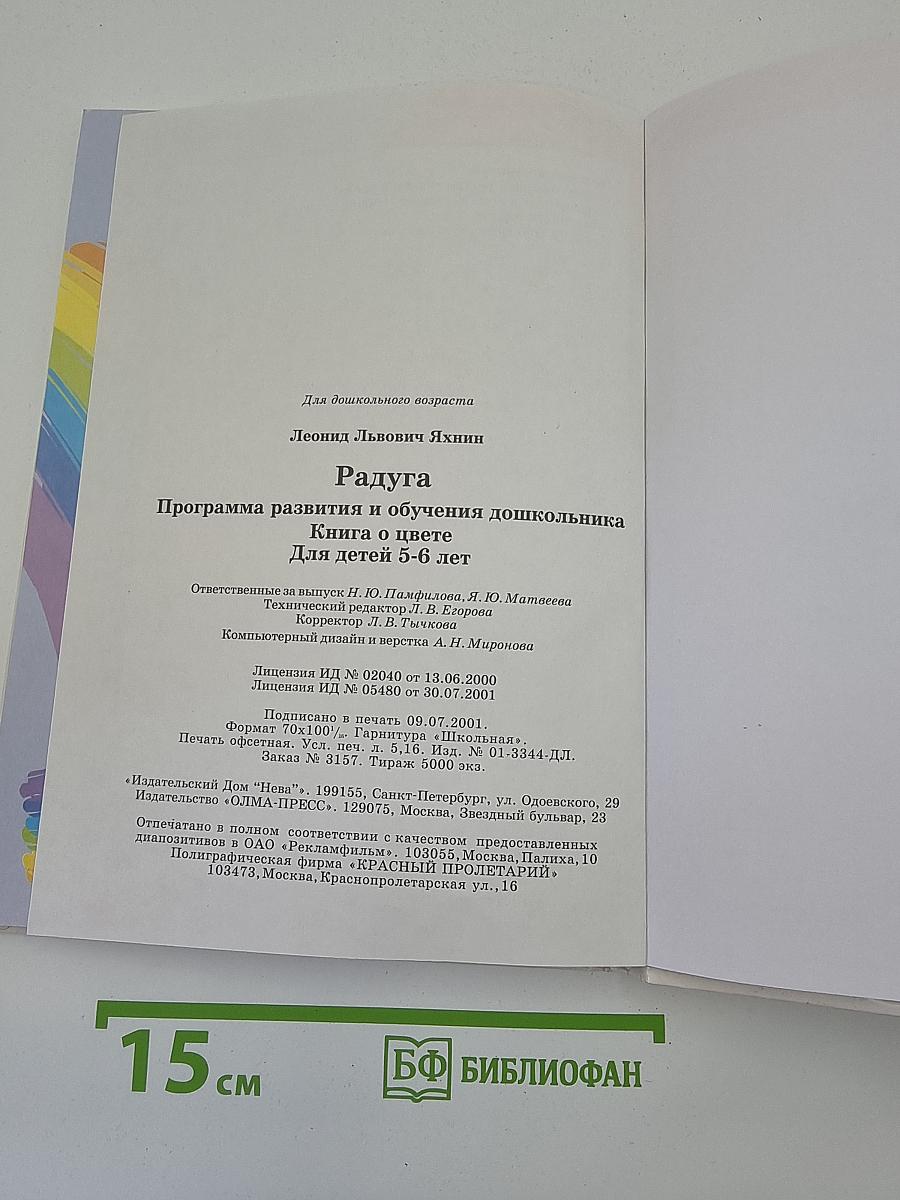 Для дошкольного возраста
Леонид Львович Яхнин
Радуга
Программа развития и обучения дошкольника
Книга о цвете
Для детей 5-6 лет
Ответственные за выпуск Н. Ю. Памфилова, Я. Ю. Матвеева
Технический редактор Л. В. Егорова
Корректор Л. В. Тычкова
Компьютерный дизайн и верстка А. Н. Миронова
Лицензия ИД № 02040 от 13.06.2000
Лицензия ИД № 05480 от 30.07.2001
Подписано в печать 09.07.2001.
Формат 70х100 1/16. Гарнитура «Школьная».
Печать офсетная. Усл. печ. л. 5,16. Изд. № 01-3344-ДЛ.
Заказ № 3157. Тираж 5000 экз.
«Издательский Дом “Нева”». 199155, Санкт-Петербург, ул. Одоевского, 29
Издательство «ОЛМА-ПРЕСС». 129075, Москва, Звездный бульвар, 23
Отпечатано в полном соответствии с качеством предоставленных
диапозитивов в ОАО «Рекламфильм». 103055, Москва, Палиха, 10
Полиграфическая фирма «КРАСНЫЙ ПРОЛЕТАРИЙ»
103473, Москва, Краснопролетарская ул., 16
15 см
БФ БИБЛИОФАН